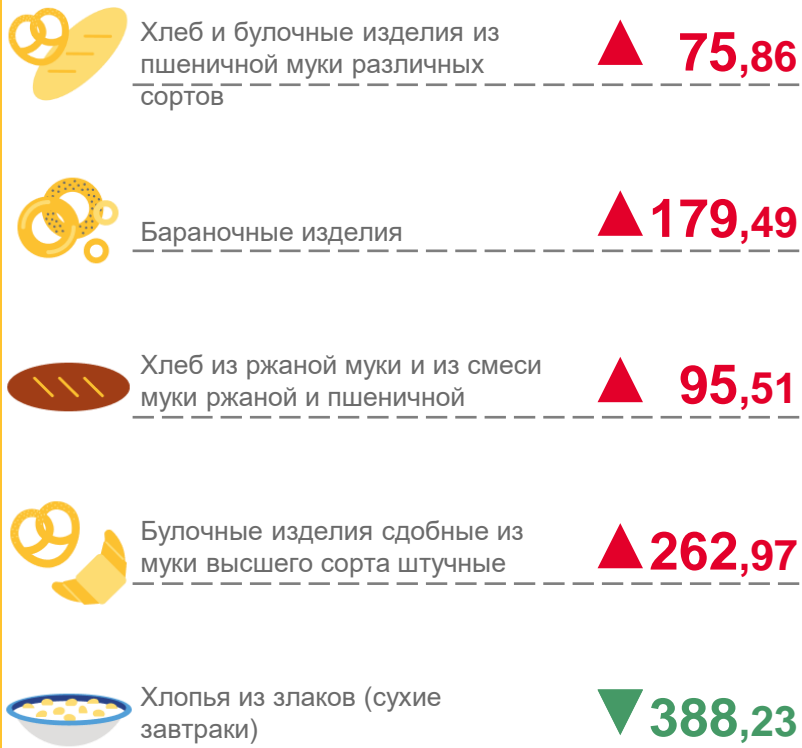 Хлеб и булочные изделия из
пшеничной муки различных
сортов
▲ 75,86
Бараночные изделия
▲ 179,49
Хлеб из ржаной муки и из смеси
муки ржаной и пшеничной
▲ 95,51
Булочные изделия сдобные из
муки высшего сорта штучные
▲ 262,97
Хлопья из злаков (сухие
завтраки)
▼ 388,23